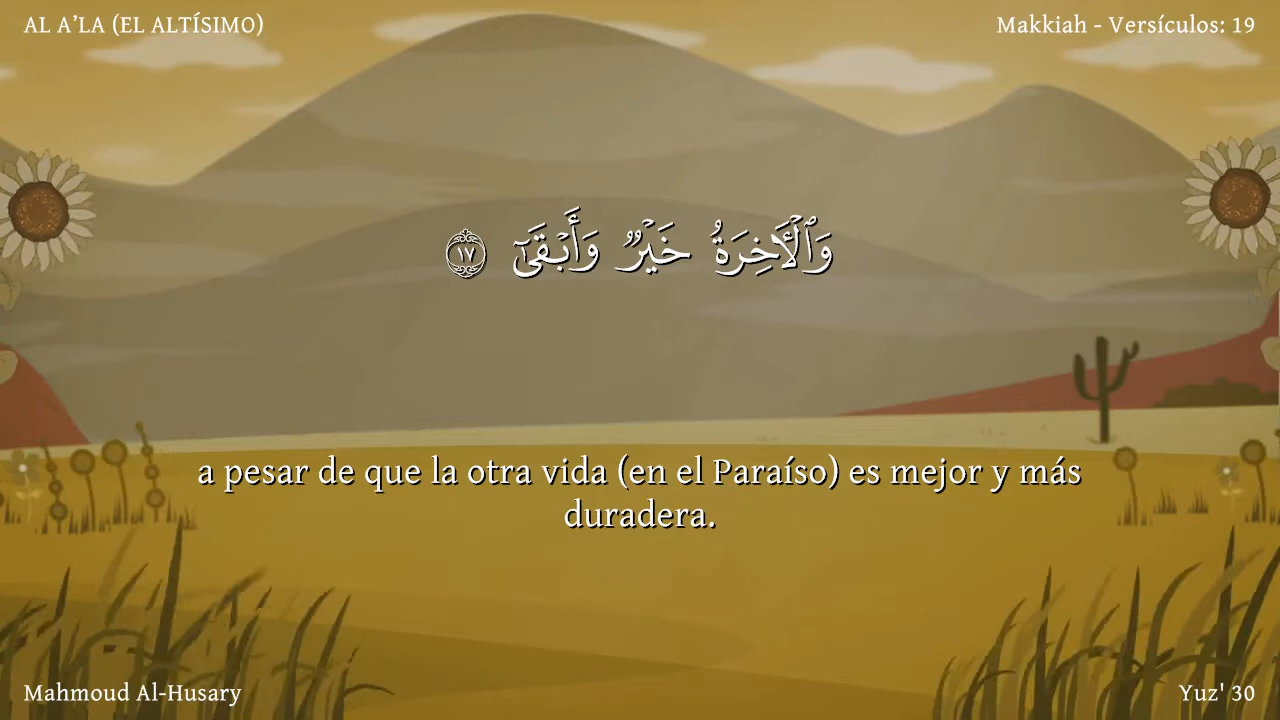 AL A’LA (EL ALTÍSIMO)
Makkiah - Versículos: 19
وَٱلْأٓخِرَةُ خَيْرٌ وَأَبْقَىٰٓ ١٧
a pesar de que la otra vida (en el Paraíso) es mejor y más
duradera.
Mahmoud Al-Husary
Yuz' 30